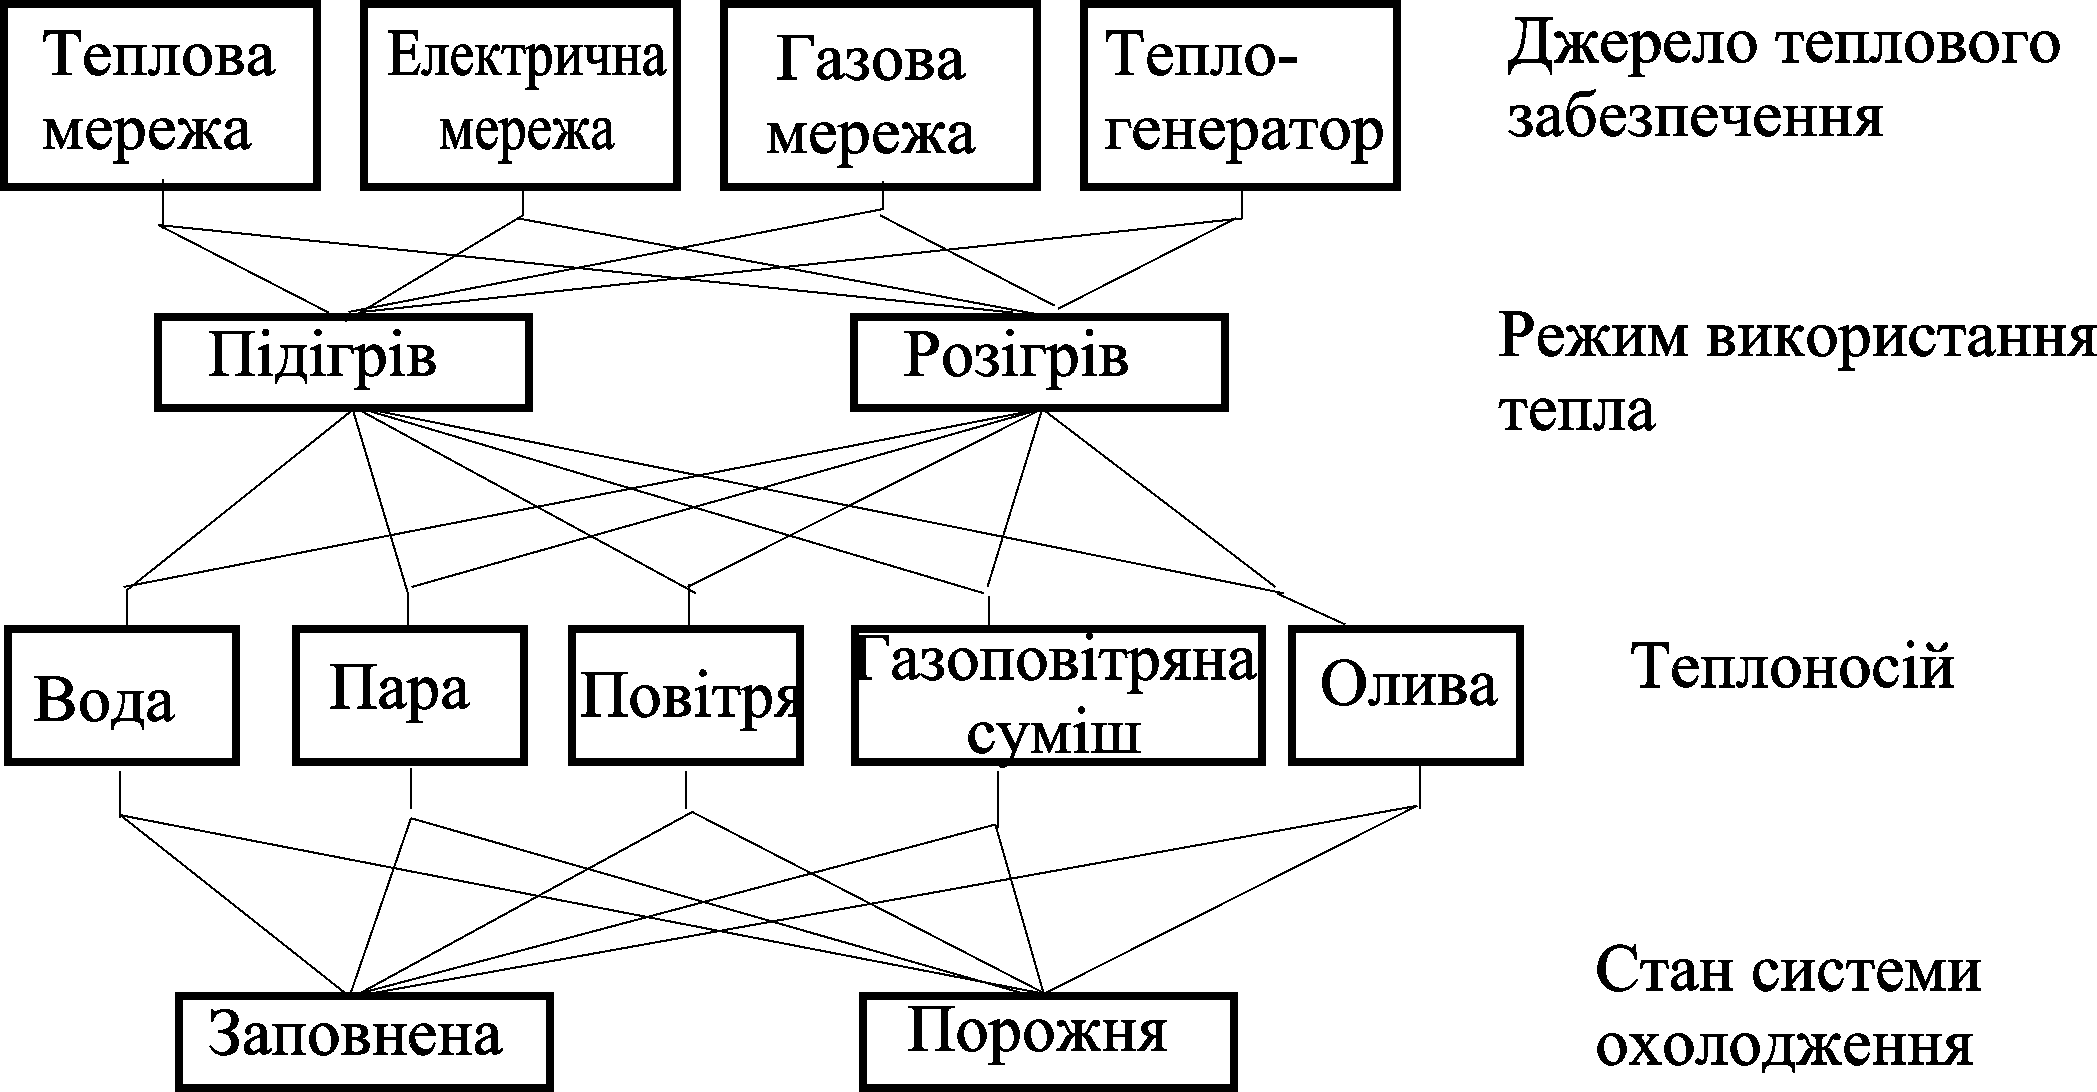 Теплова
мережа
Електрична
мережа
Газова
мережа
Тепло-
генератор
Джерело теплового
забезпечення
Підігрів
Розігрів
Режим використання
тепла
Вода
Пара
Повітря
Газоповітряна
суміш
Олива
Теплоносій
Заповнена
Порожня
Стан системи
охолодження